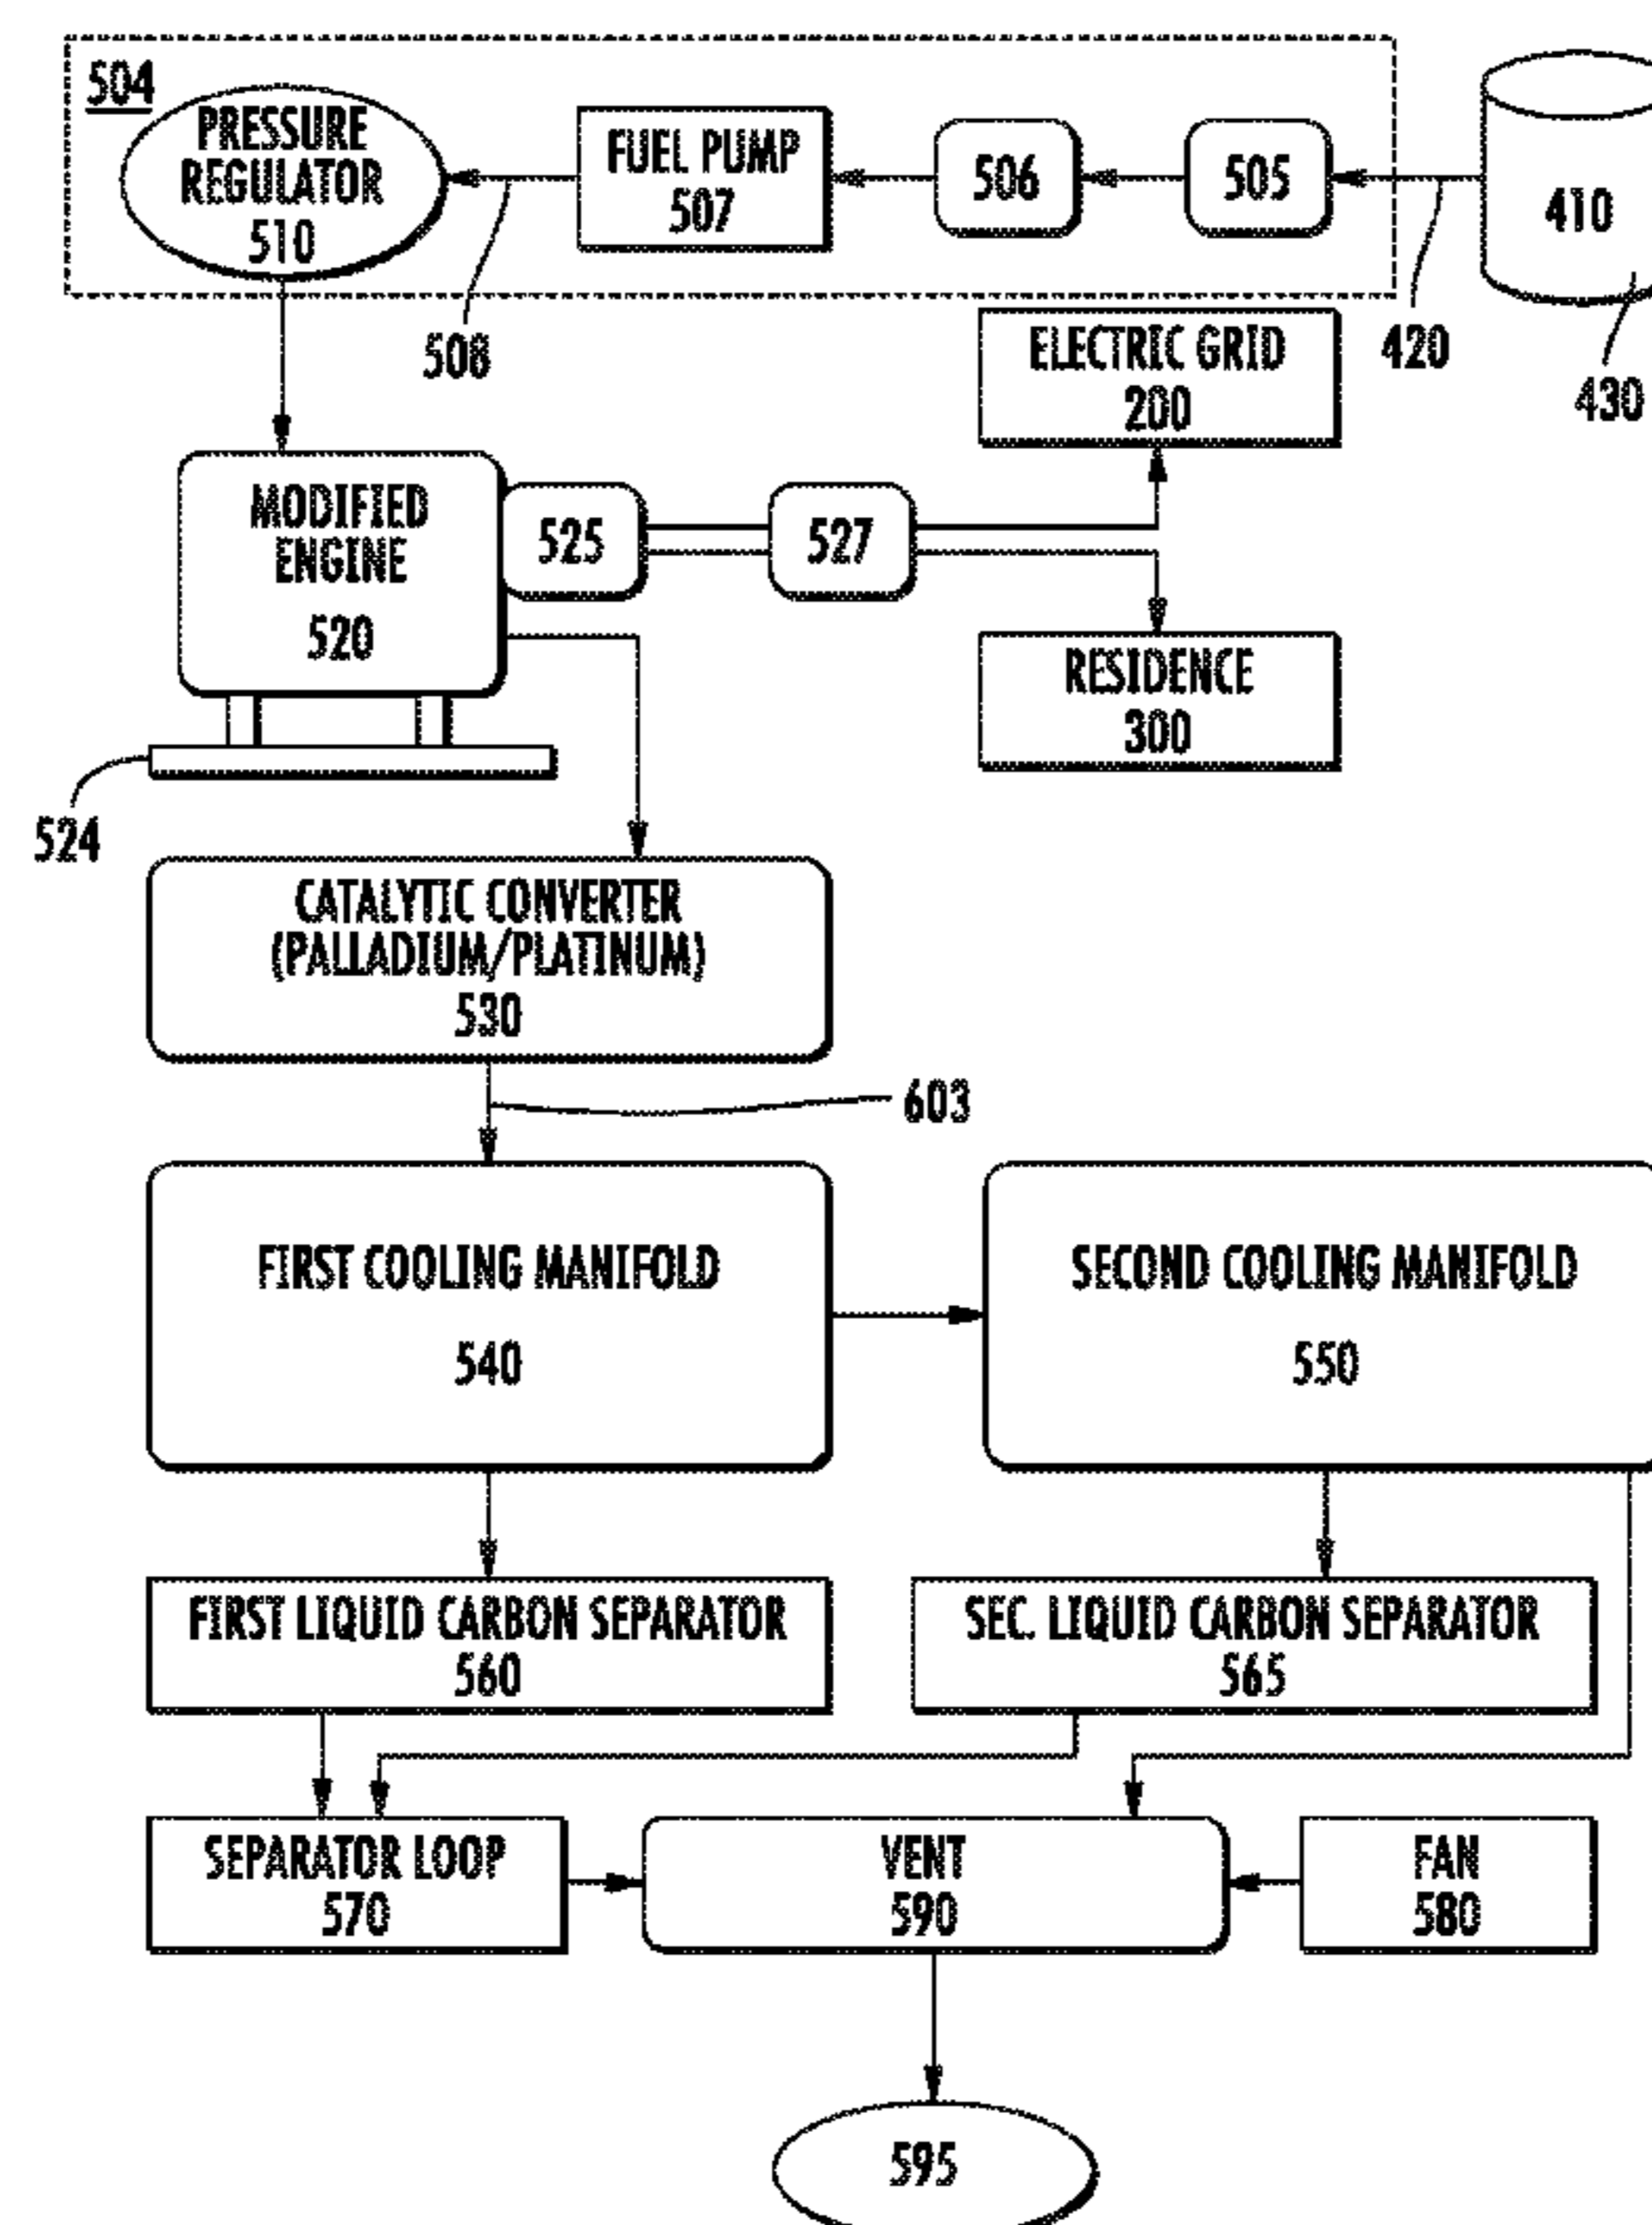 504
PRESSURE
REGULATOR
510
FUEL PUMP
507
506
505
410
508
420
430
ELECTRIC GRID
200
MODIFIED
ENGINE
520
525
527
RESIDENCE
300
524
CATALYTIC CONVERTER
(PALLADIUM/PLATINUM)
530
603
FIRST COOLING MANIFOLD
540
SECOND COOLING MANIFOLD
550
FIRST LIQUID CARBON SEPARATOR
560
SEC. LIQUID CARBON SEPARATOR
565
SEPARATOR LOOP
570
VENT
590
FAN
580
595